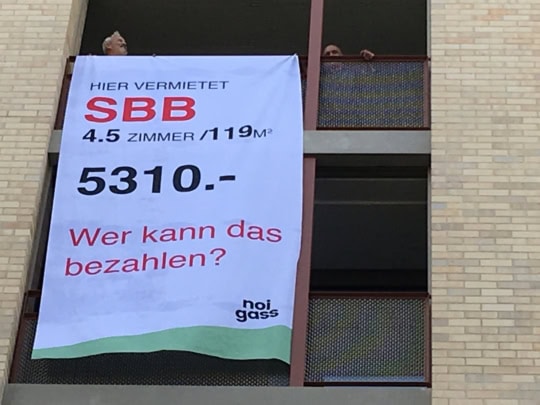 HIER VERMIETET
SBB
4.5 ZIMMER /119M²
5310.-
Wer kann das
bezahlen?
noi
gass